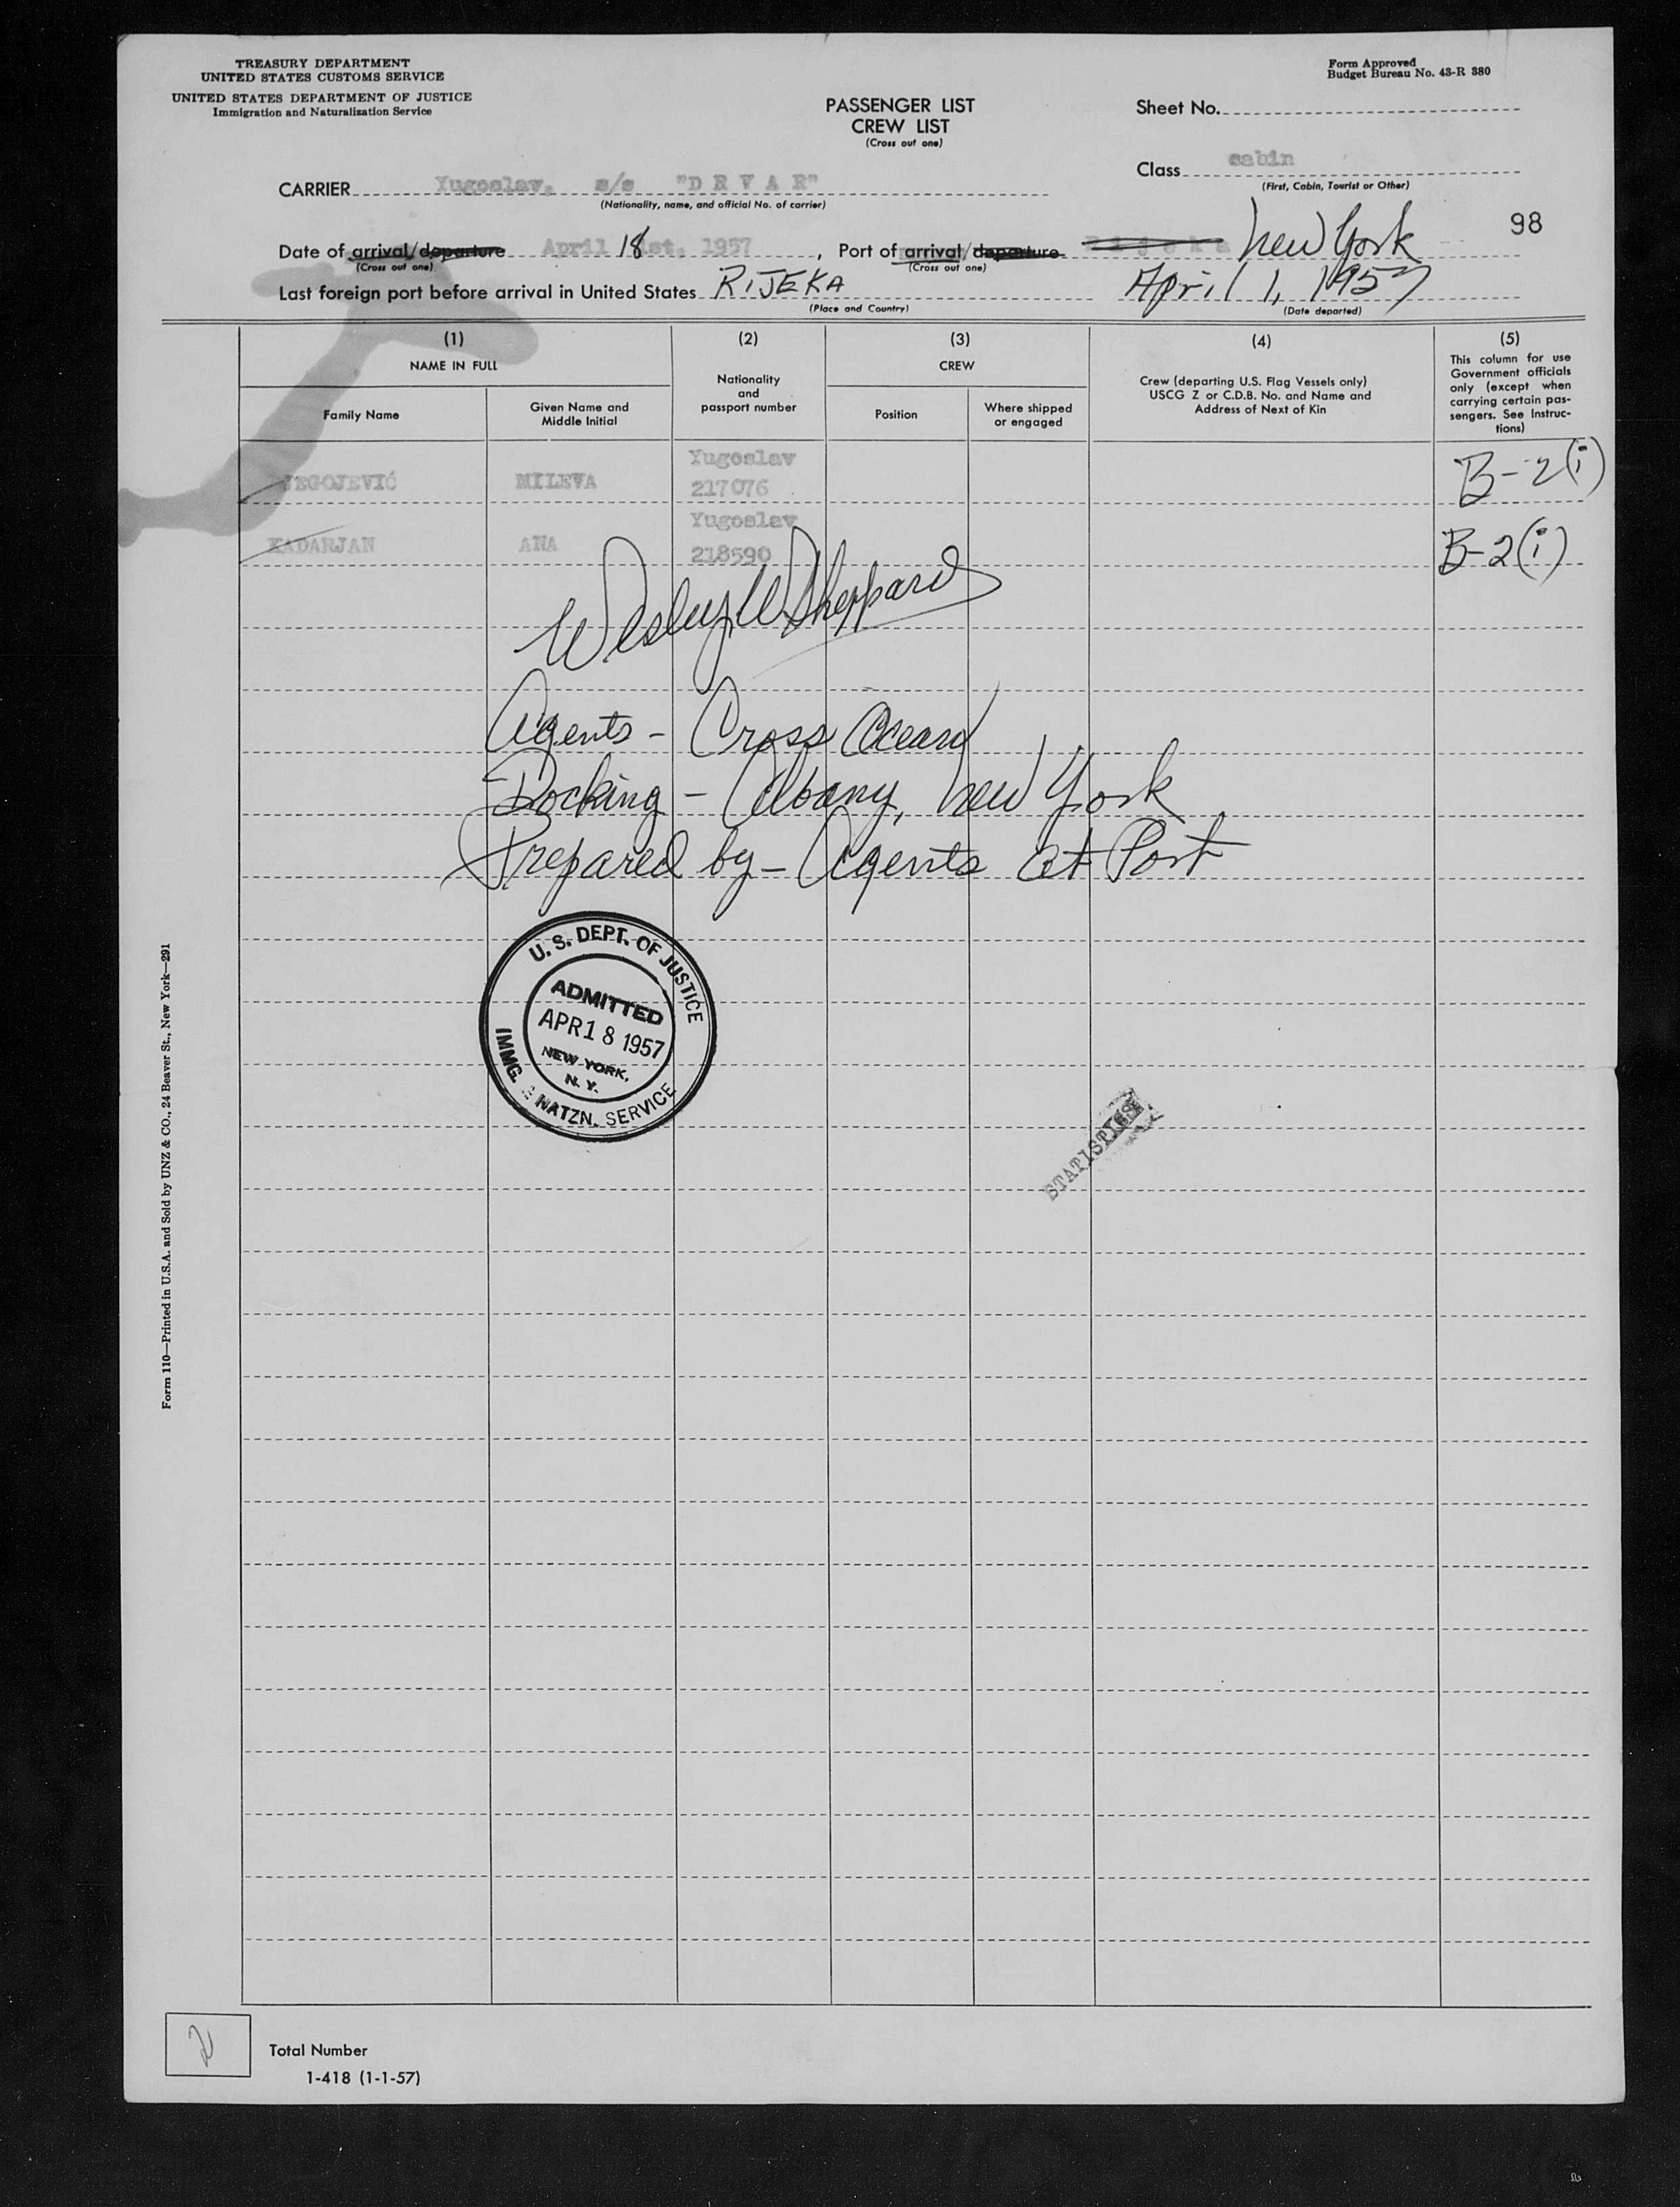 TREASURY DEPARTMENT
UNITED STATES CUSTOMS SERVICE
UNITED STATES DEPARTMENT OF JUSTICE
Immigration and Naturalization Service
Form Approved
Budget Bureau No. 43-R 380
PASSENGER LIST
CREW LIST
(Cross out one)
Sheet No.
Class cabin
(First, Cabin, Tourist or Other)
CARRIER Yugoslav, s/s "D R V A R"
(Nationality, name, and official No. of carrier)
98
Date of arrival/departure April 18 1st, 1957, Port of arrival/departure Rijeka New York
(Cross out one) (Cross out one)
Last foreign port before arrival in United States RIJEKA April 1, 1957
(Place and Country) (Date departed)
(1) (2) (3) (4) (5)
NAME IN FULL
Family Name
Given Name and
Middle Initial
Nationality
and
passport number
CREW
Position
Where shipped
or engaged
Crew (departing U.S. Flag Vessels only)
USCG Z or C.D.B. No. and Name and
Address of Next of Kin
This column for use
Government officials
only (except when
carrying certain pas-
sengers. See Instruc-
tions)
Yugoslav
JEGOJEVIĆ MILEVA 217076 B-2(i)
Yugoslav
KADARJAN ANA 218590 B-2(i)
Wesley W Sheppard
Agents - Cross Ocean
Docking - Albany, New York
Prepared by - Agents at Port
U. S. DEPT. OF JUSTICE
ADMITTED
APR 18 1957
NEW YORK,
N. Y.
IMMG. & NATZN. SERVICE
STATISTICS
Form 110—Printed in U.S.A. and Sold by UNZ & CO., 24 Beaver St., New York—291
2
Total Number
1-418 (1-1-57)